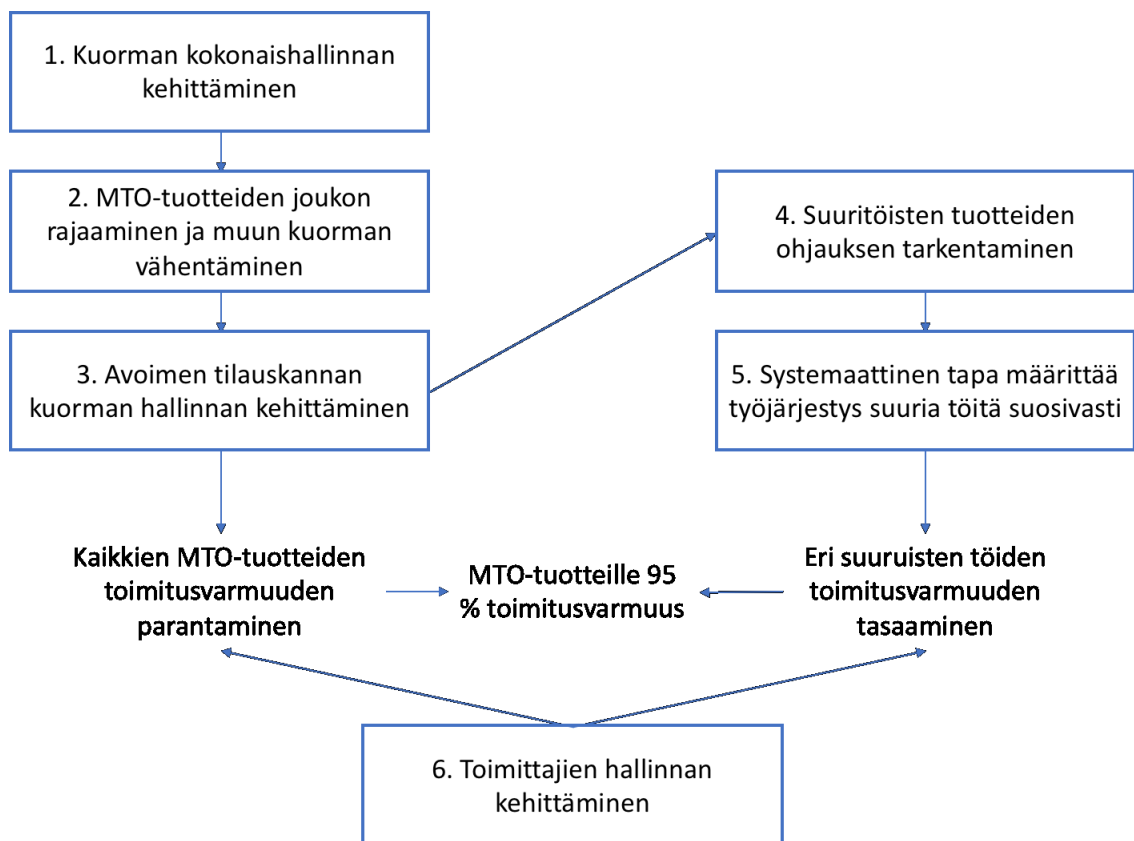 1. Kuorman kokonaishallinnan
kehittäminen
2. MTO-tuotteiden joukon
rajaaminen ja muun kuorman
vähentäminen
3. Avoimen tilauskannan
kuorman hallinnan kehittäminen
4. Suuritöisten tuotteiden
ohjauksen tarkentaminen
5. Systemaattinen tapa määrittää
työjärjestys suuria töitä suosivasti
Kaikkien MTO-tuotteiden
toimitusvarmuuden
parantaminen
MTO-tuotteille 95
% toimitusvarmuus
Eri suuruisten töiden
toimitusvarmuuden
tasaaminen
6. Toimittajien hallinnan
kehittäminen